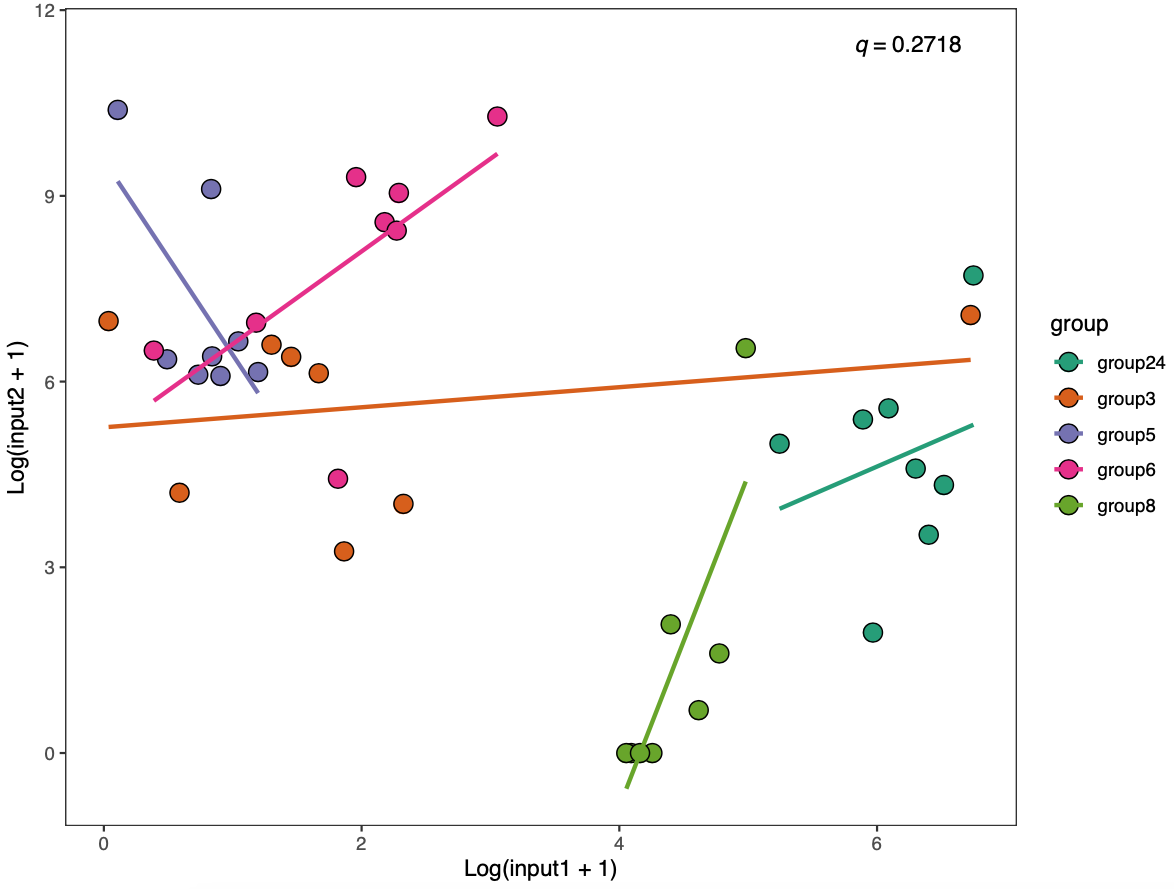 12
9
6
3
0
Log(input2 + 1)
q = 0.2718
0
2
4
6
Log(input1 + 1)
group
group24
group3
group5
group6
group8